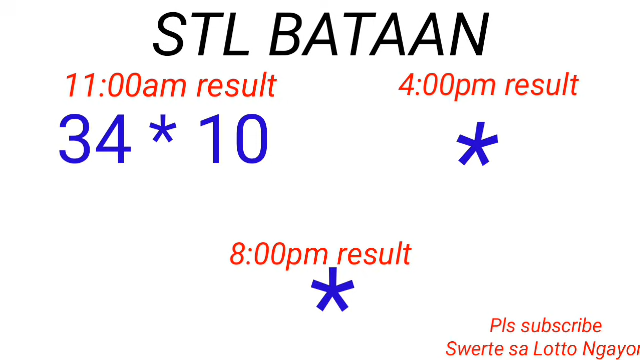 STL BATAAN
11:00am result
34 * 10
4:00pm result
*
8:00pm result
*
Pls subscribe
Swerte sa Lotto Ngayon